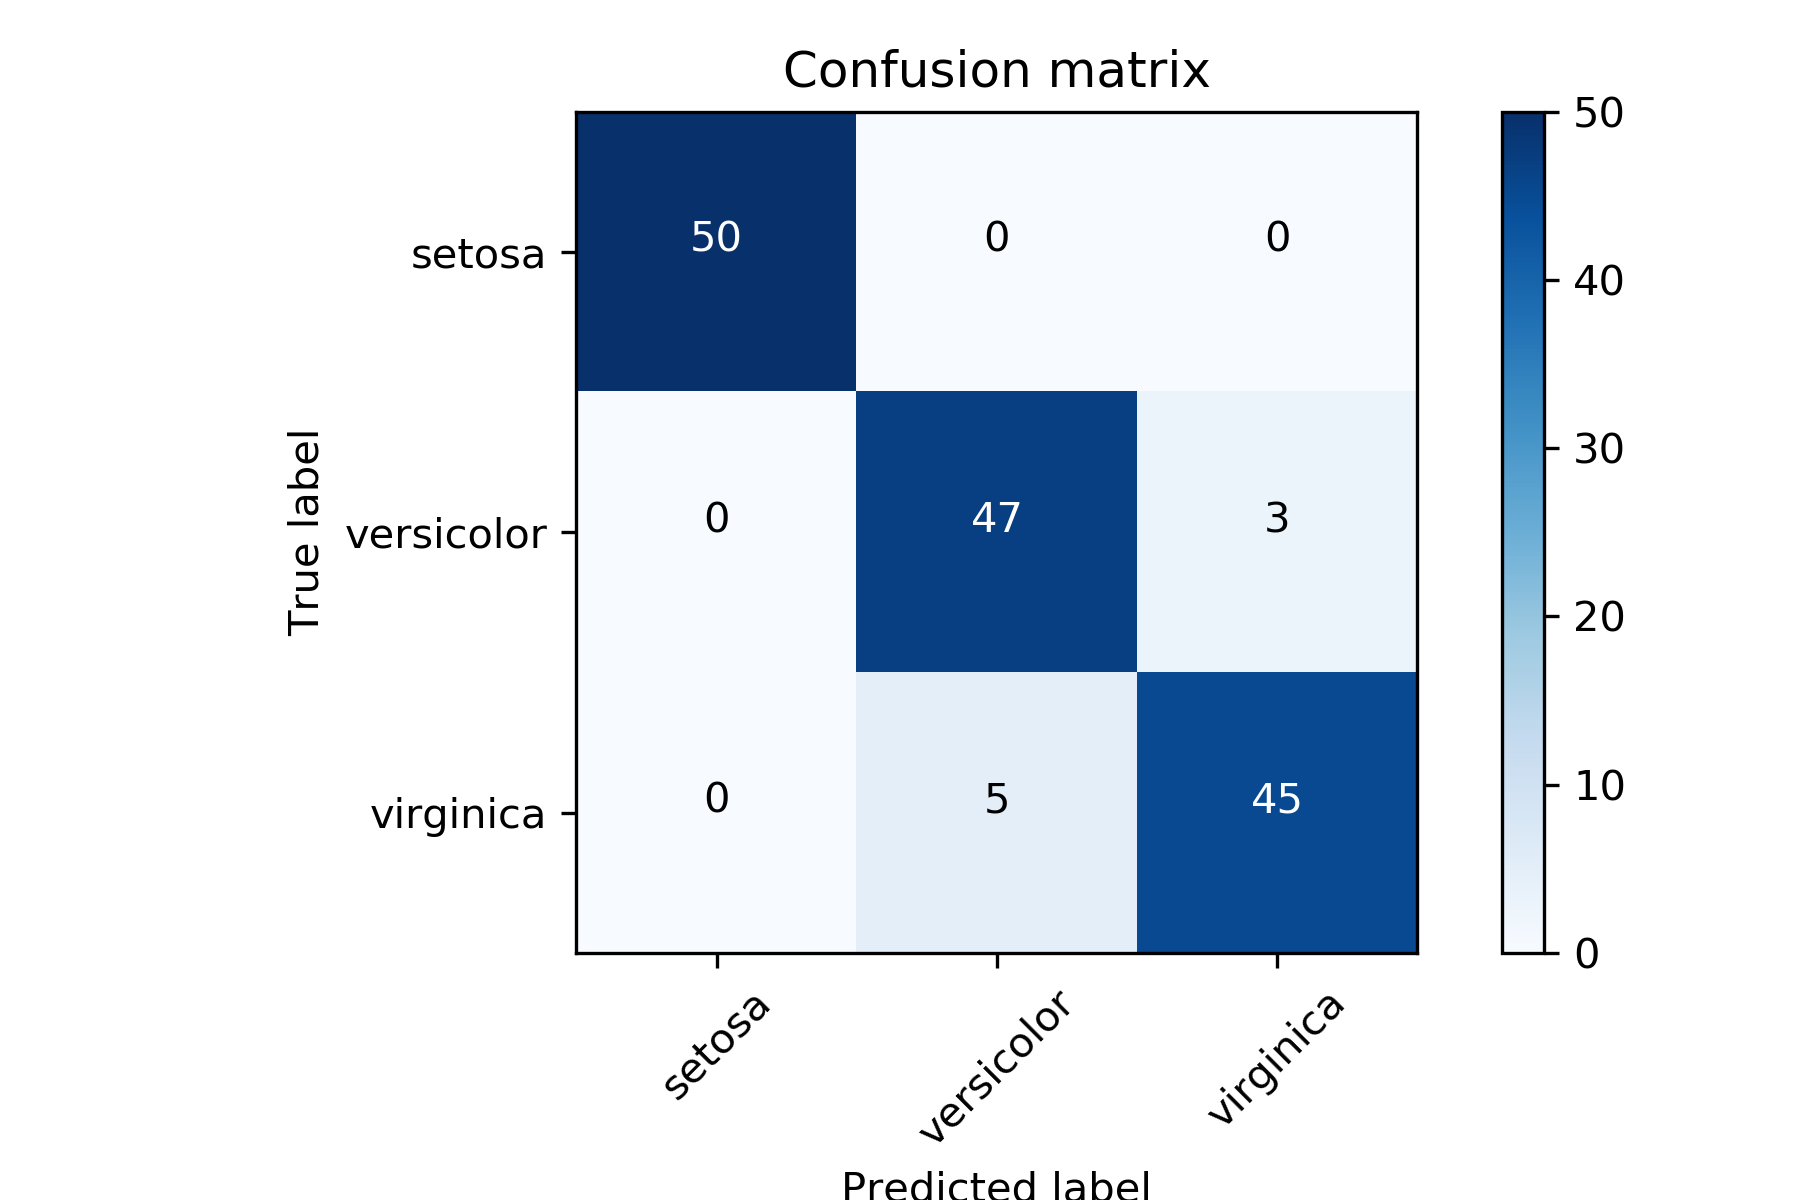 Confusion matrix
setosa 50 0 0
versicolor 0 47 3
virginica 0 5 45
True label
setosa versicolor virginica
Predicted label
50
40
30
20
10
0